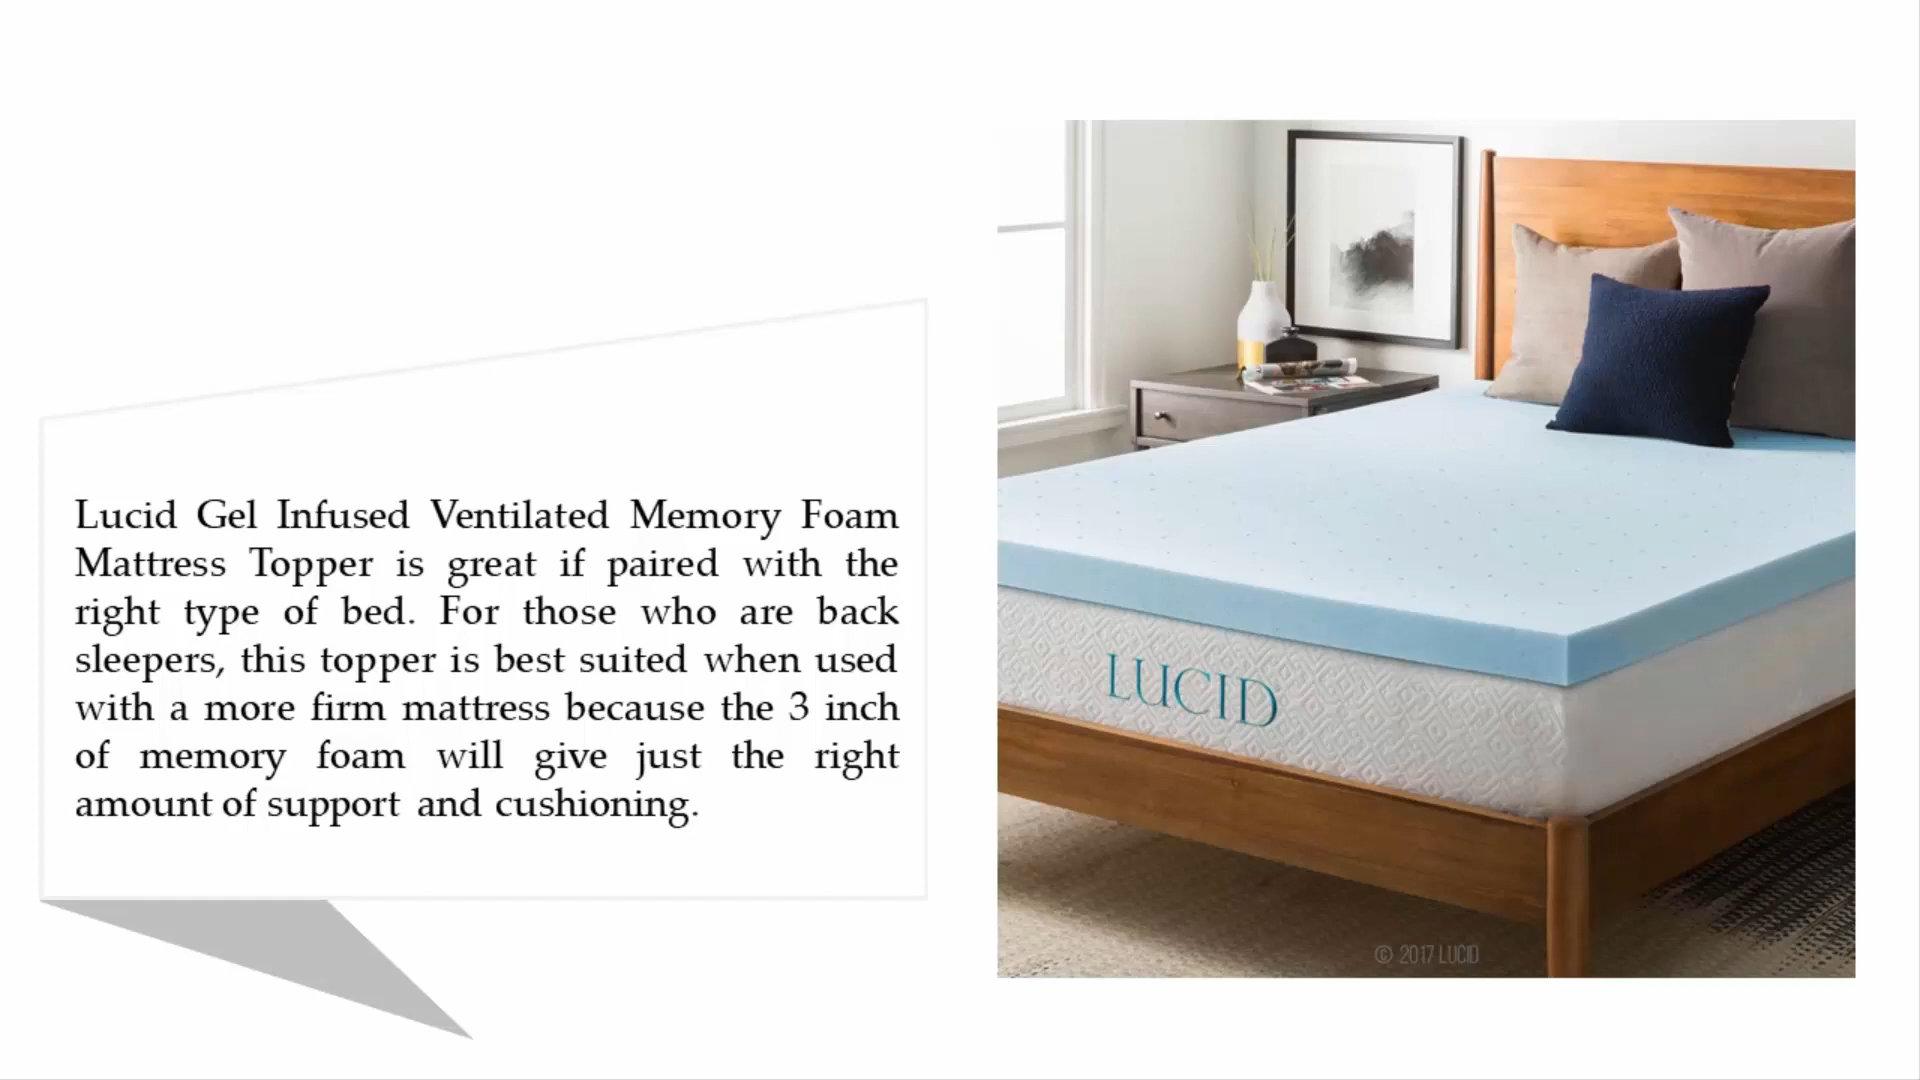 Lucid Gel Infused Ventilated Memory Foam
Mattress Topper is great if paired with the
right type of bed. For those who are back
sleepers, this topper is best suited when used
with a more firm mattress because the 3 inch
of memory foam will give just the right
amount of support and cushioning.
LUCID
© 2017 LUCID